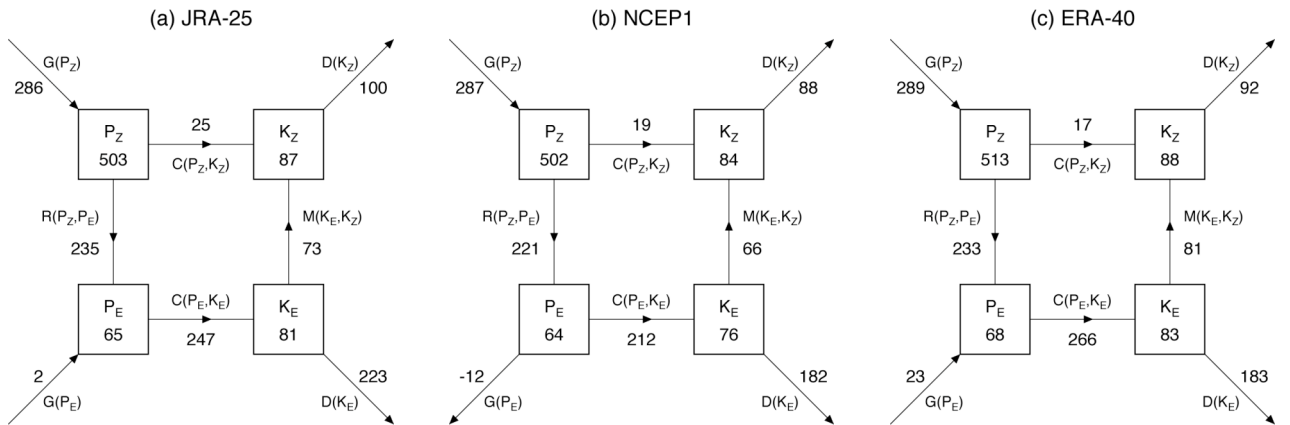 (a) JRA-25
G(P_Z)
286
D(K_Z)
100
P_Z
503
25
C(P_Z,K_Z)
K_Z
87
R(P_Z,P_E)
235
M(K_E,K_Z)
73
P_E
65
C(P_E,K_E)
247
K_E
81
2
G(P_E)
223
D(K_E)
(b) NCEP1
G(P_Z)
287
D(K_Z)
88
P_Z
502
19
C(P_Z,K_Z)
K_Z
84
R(P_Z,P_E)
221
M(K_E,K_Z)
66
P_E
64
C(P_E,K_E)
212
K_E
76
-12
G(P_E)
182
D(K_E)
(c) ERA-40
G(P_Z)
289
D(K_Z)
92
P_Z
513
17
C(P_Z,K_Z)
K_Z
88
R(P_Z,P_E)
233
M(K_E,K_Z)
81
P_E
68
C(P_E,K_E)
266
K_E
83
23
G(P_E)
183
D(K_E)